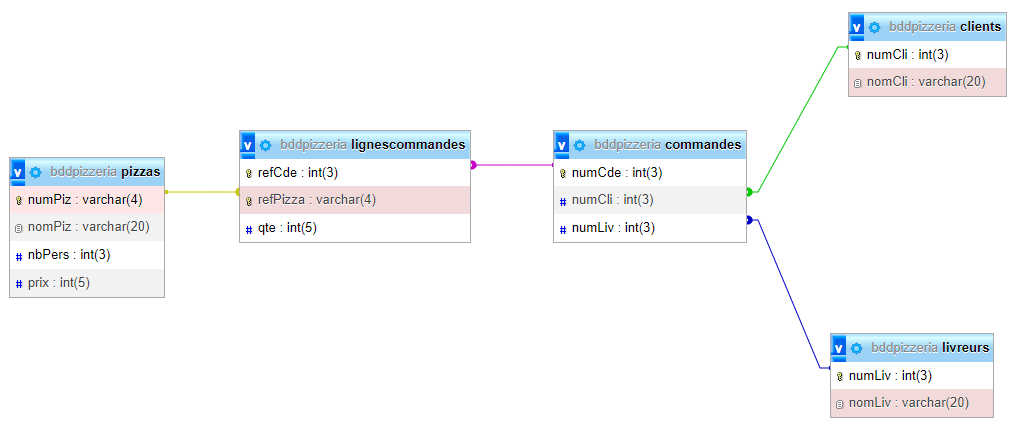 bddpizzeria pizzas
numPiz : varchar(4)
nomPiz : varchar(20)
# nbPers : int(3)
# prix : int(5)
bddpizzeria lignescommandes
refCde : int(3)
refPizza : varchar(4)
# qte : int(5)
bddpizzeria commandes
numCde : int(3)
# numCli : int(3)
# numLiv : int(3)
bddpizzeria clients
numCli : int(3)
nomCli : varchar(20)
bddpizzeria livreurs
numLiv : int(3)
nomLiv : varchar(20)